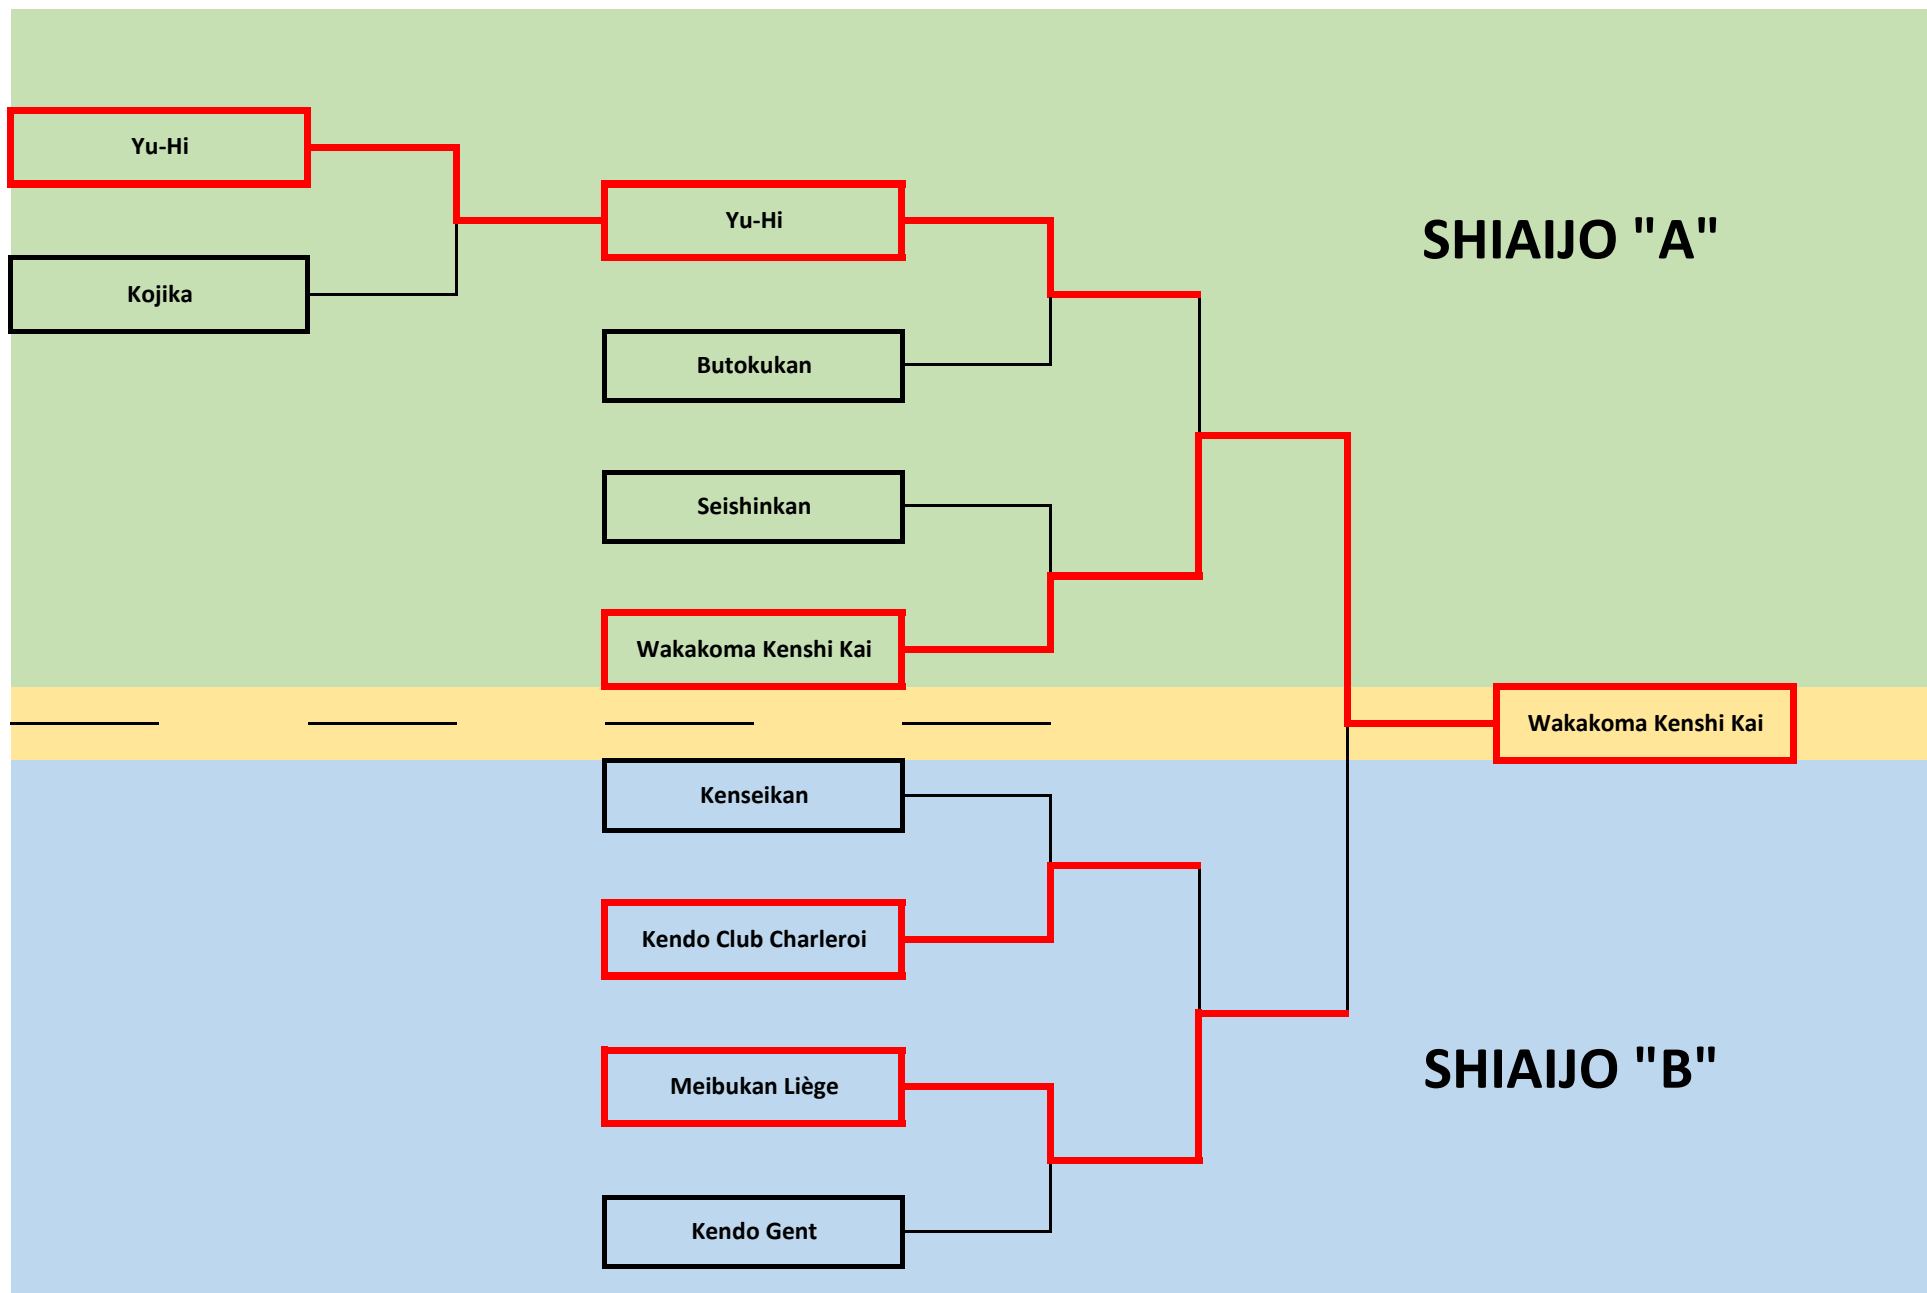 Yu-Hi
Yu-Hi
SHIAIJO "A"
Kojika
Butokukan
Seishinkan
Wakakoma Kenshi Kai
Wakakoma Kenshi Kai
Kenseikan
Kendo Club Charleroi
Meibukan Liège
SHIAIJO "B"
Kendo Gent